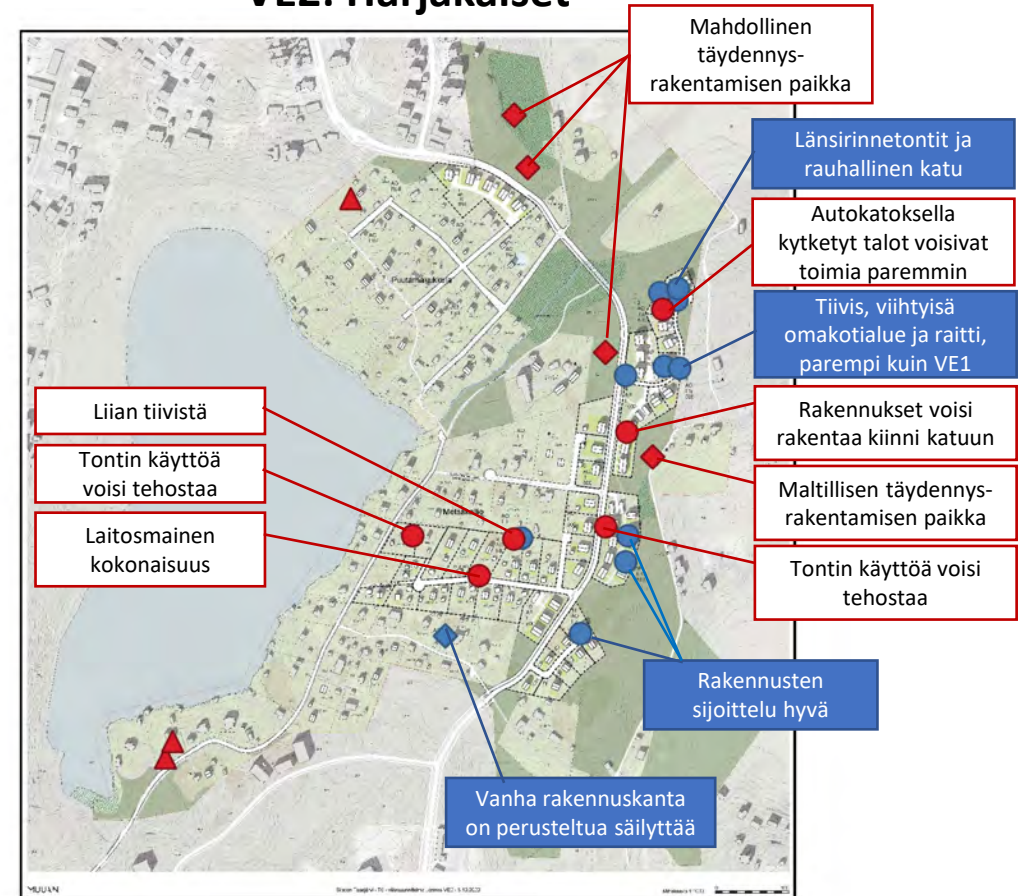 VE2: Harjakaiset
Mahdollinen
täydennys-
rakentamisen paikka
Länsirinnetontit ja
rauhallinen katu
Autokatoksella
kytketyt talot voisivat
toimia paremmin
Tiivis, viihtyisä
omakotialue ja raitti,
parempi kuin VE1
Liian tiivistä
Rakennukset voisi
rakentaa kiinni katuun
Tontin käyttöä
voisi tehostaa
Maltillisen täydennys-
rakentamisen paikka
Laitosmainen
kokonaisuus
Tontin käyttöä voisi
tehostaa
Rakennusten
sijoittelu hyvä
Vanha rakennuskanta
on perusteltua säilyttää
MUUAN